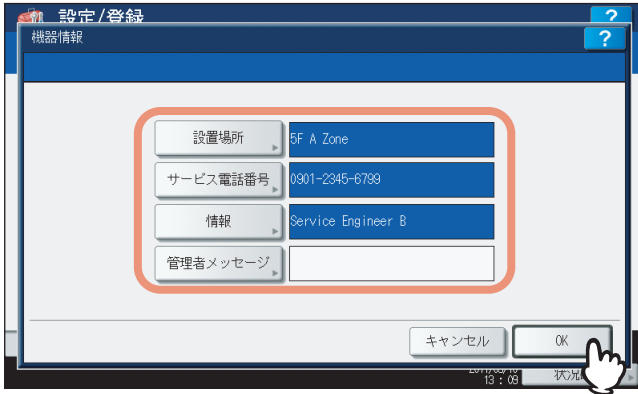 設定/登録
?
機器情報
?
設置場所
5F A Zone
サービス電話番号
0901-2345-6799
情報
Service Engineer B
管理者メッセージ
キャンセル
OK
13 : 09
状況